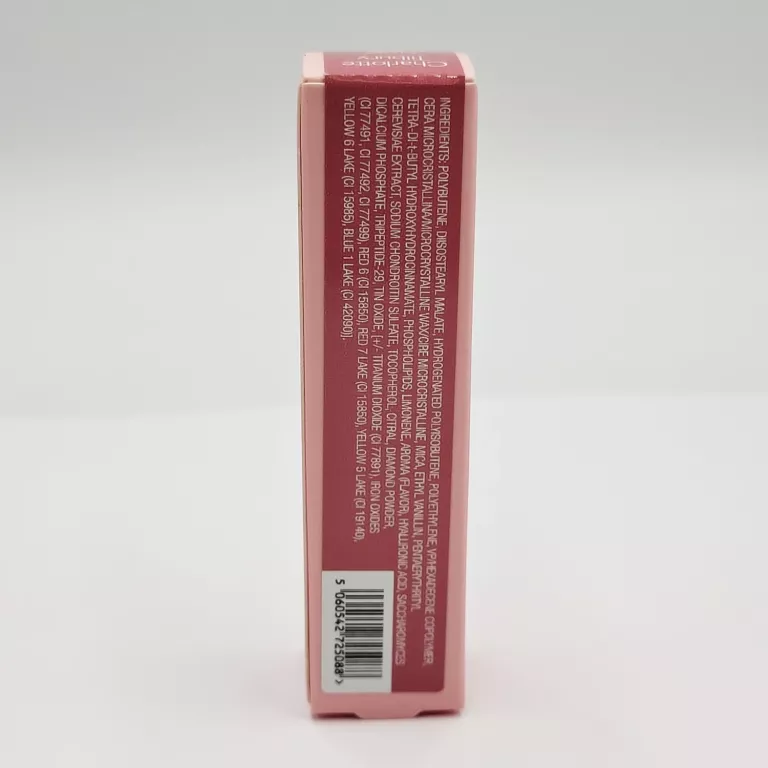 Charlotte
Tilbury
INGREDIENTS: POLYBUTENE, DIISOSTEARYL MALATE, HYDROGENATED POLYISOBUTENE, POLYETHYLENE, VP/HEXADECENE COPOLYMER,
CERA MICROCRISTALLINA/MICROCRYSTALLINE WAX/CIRE MICROCRISTALLINE, MICA, ETHYL VANILLIN, PENTAERYTHRITYL
TETRA-DI-t-BUTYL HYDROXYHYDROCINNAMATE, PHOSPHOLIPIDS, LIMONENE, AROMA (FLAVOR), HYALURONIC ACID, SACCHAROMYCES
CEREVISIAE EXTRACT, SODIUM CHONDROITIN SULFATE, TOCOPHEROL, CITRAL, DIAMOND POWDER,
DICALCIUM PHOSPHATE, TRIPEPTIDE-29, TIN OXIDE, [+/- TITANIUM DIOXIDE (CI 77891), IRON OXIDES
(CI 77491, CI 77492, CI 77499), RED 6 (CI 15850), RED 7 LAKE (CI 15850), YELLOW 5 LAKE (CI 19140),
YELLOW 6 LAKE (CI 15985), BLUE 1 LAKE (CI 42090)].
5 060542 725088 >